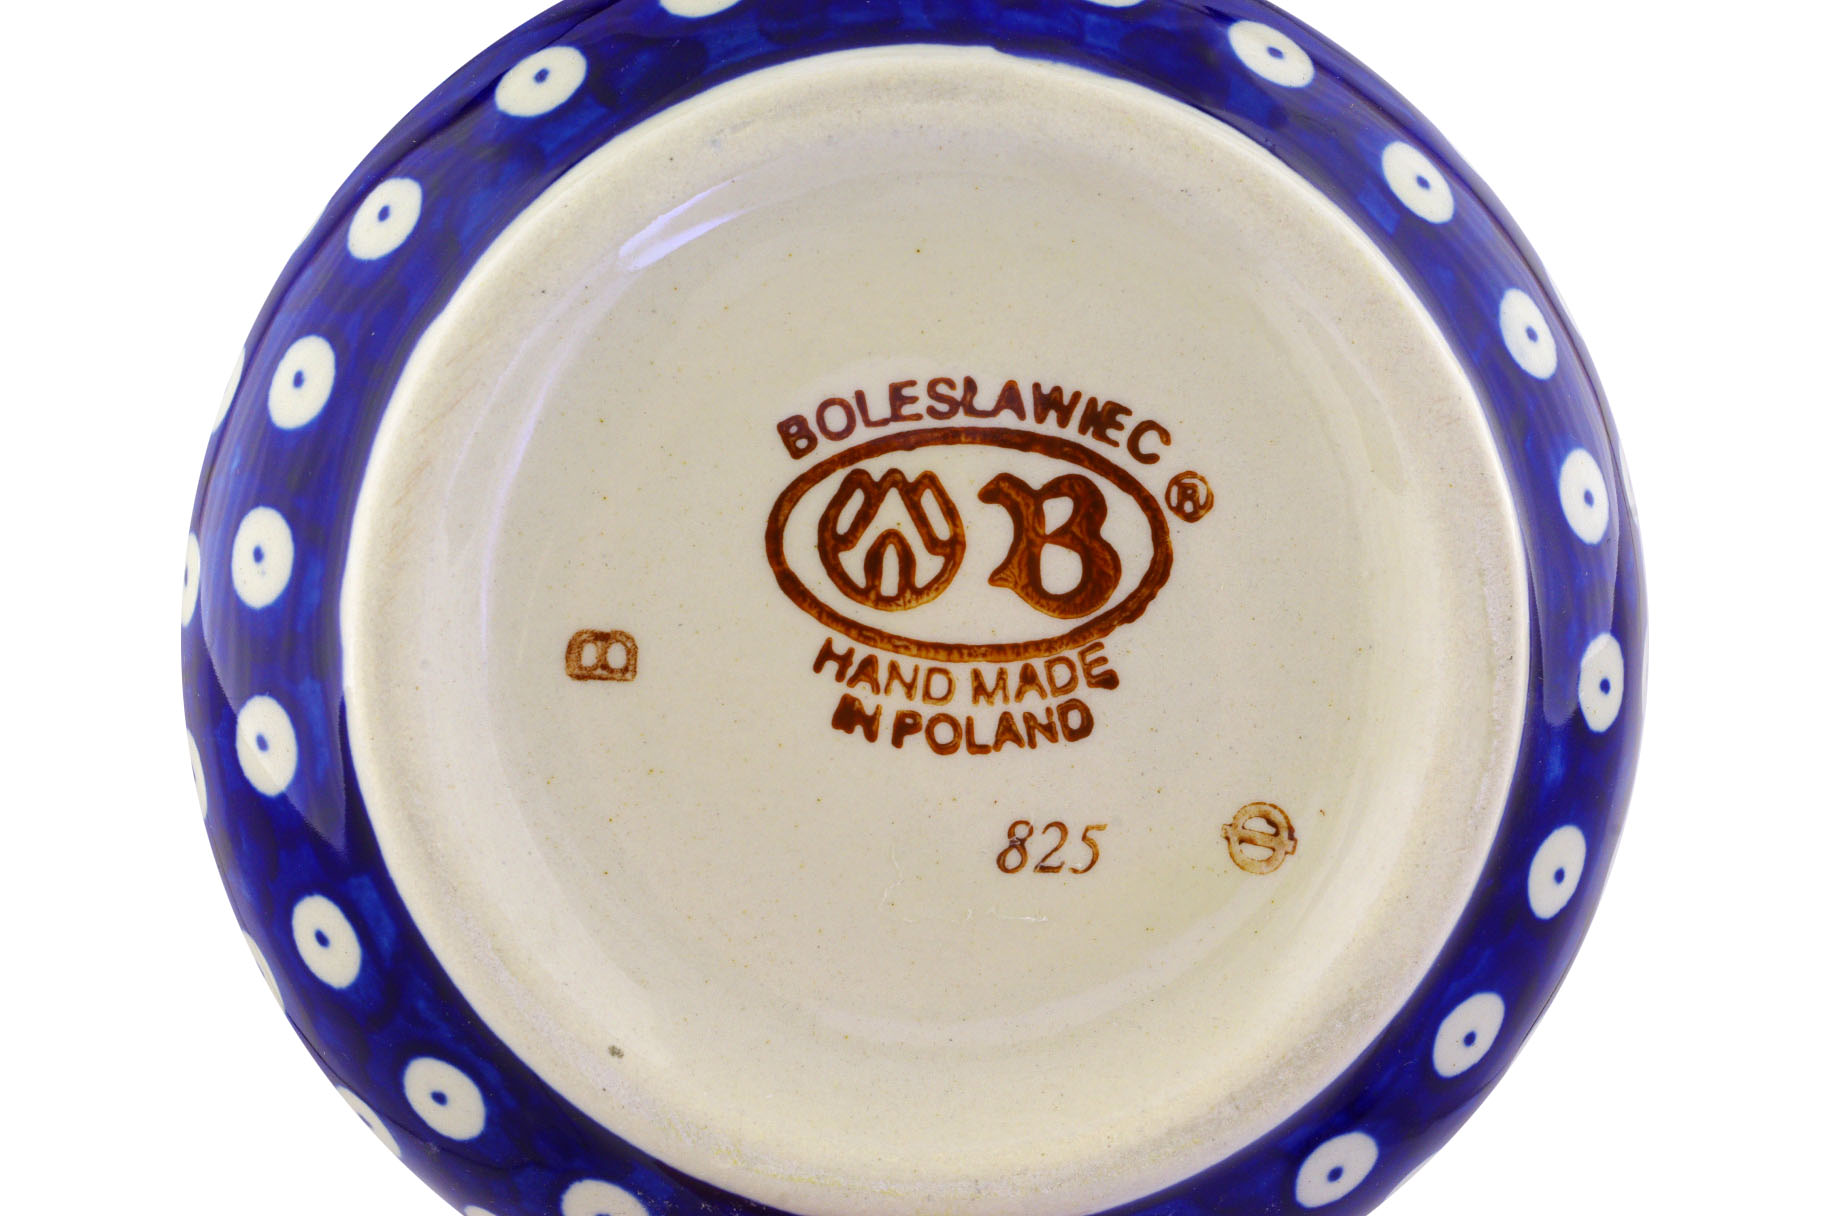 BOLESŁAWIEC
B ®
HAND MADE
IN POLAND
825